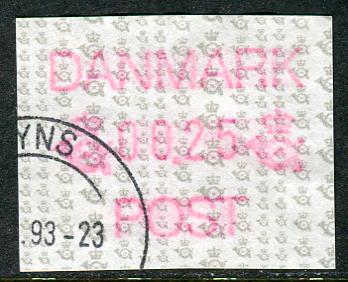 DANMARK
0025
POST
YNS
.93-23